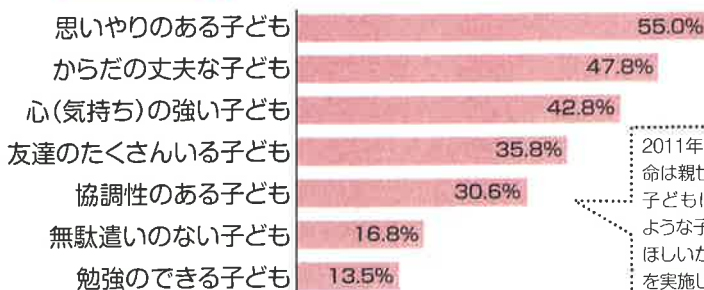 思いやりのある子ども 55.0%
からだの丈夫な子ども 47.8%
心(気持ち)の強い子ども 42.8%
友達のたくさんいる子ども 35.8%
協調性のある子ども 30.6%
無駄遣いのない子ども 16.8%
勉強のできる子ども 13.5%
2011年
命は親せ
子どもに
ような子
ほしいか
を実施し